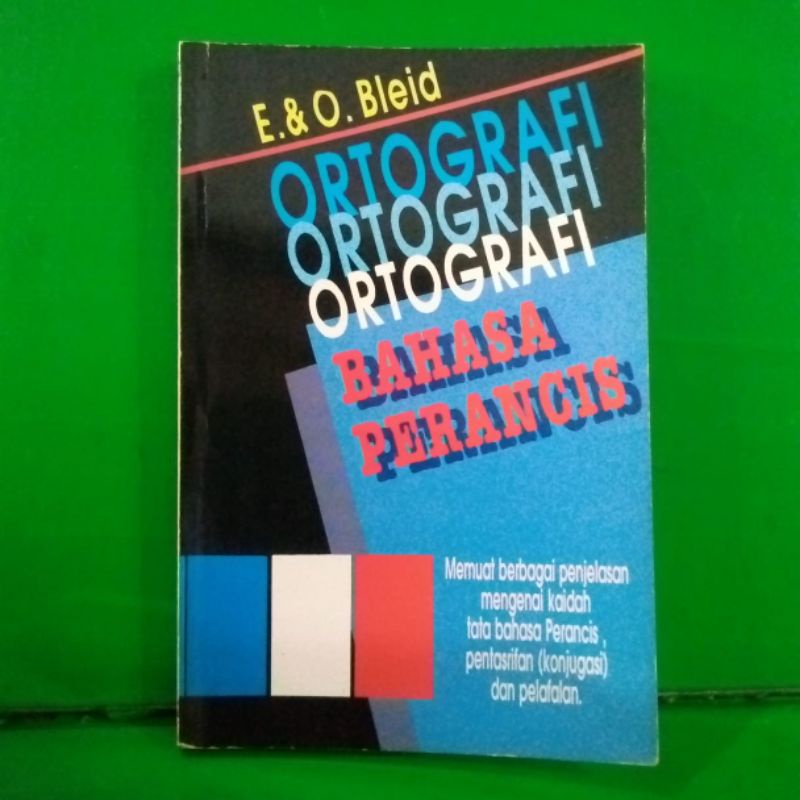 E. & O. Bleid
ORTOGRAFI
ORTOGRAFI
ORTOGRAFI
BAHASA
PERANCIS
Memuat berbagai penjelasan
mengenai kaidah
tata bahasa Perancis ,
pentasrifan (konjugasi)
dan pelafalan.